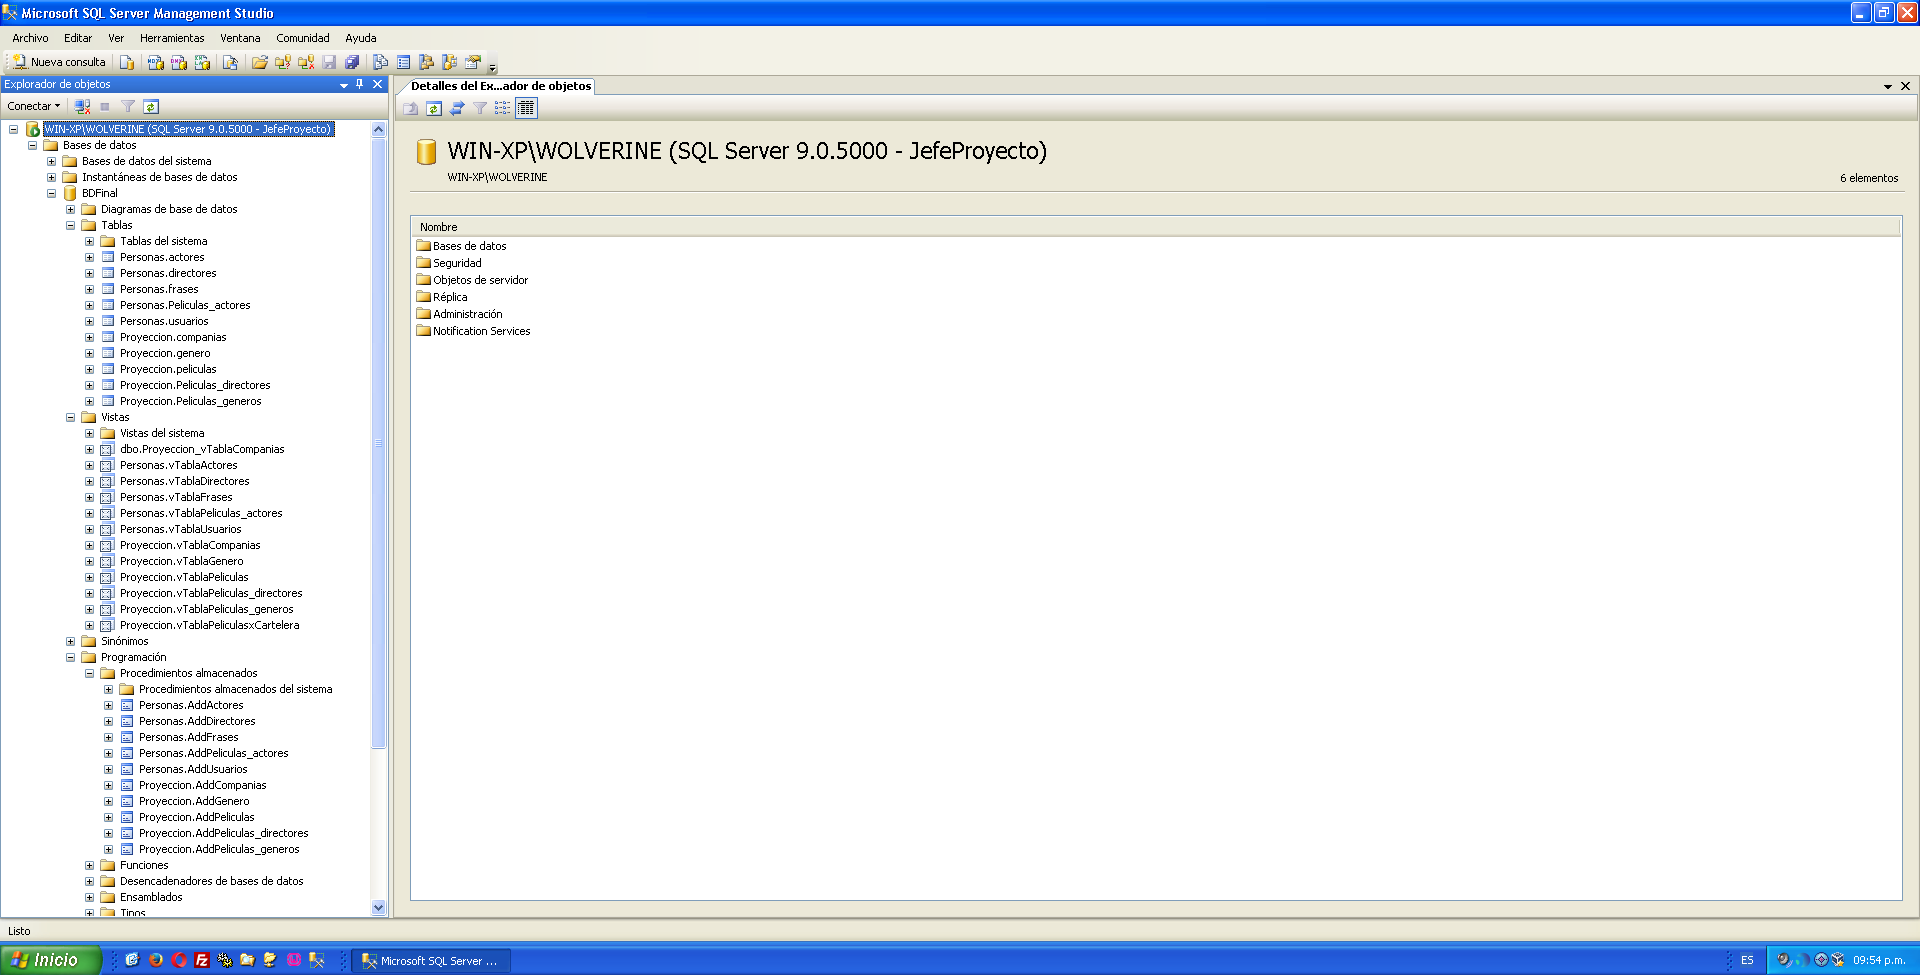 Microsoft SQL Server Management Studio
Archivo Editar Ver Herramientas Ventana Comunidad Ayuda
Nueva consulta
Explorador de objetos
Conectar
WIN-XP\WOLVERINE (SQL Server 9.0.5000 - JefeProyecto)
Bases de datos
Bases de datos del sistema
Instantáneas de bases de datos
BDFinal
Diagramas de base de datos
Tablas
Tablas del sistema
Personas.actores
Personas.directores
Personas.frases
Personas.Peliculas_actores
Personas.usuarios
Proyeccion.companias
Proyeccion.genero
Proyeccion.peliculas
Proyeccion.Peliculas_directores
Proyeccion.Peliculas_generos
Vistas
Vistas del sistema
dbo.Proyeccion_vTablaCompanias
Personas.vTablaActores
Personas.vTablaDirectores
Personas.vTablaFrases
Personas.vTablaPeliculas_actores
Personas.vTablaUsuarios
Proyeccion.vTablaCompanias
Proyeccion.vTablaGenero
Proyeccion.vTablaPeliculas
Proyeccion.vTablaPeliculas_directores
Proyeccion.vTablaPeliculas_generos
Proyeccion.vTablaPeliculasxCartelera
Sinónimos
Programación
Procedimientos almacenados
Procedimientos almacenados del sistema
Personas.AddActores
Personas.AddDirectores
Personas.AddFrases
Personas.AddPeliculas_actores
Personas.AddUsuarios
Proyeccion.AddCompanias
Proyeccion.AddGenero
Proyeccion.AddPeliculas
Proyeccion.AddPeliculas_directores
Proyeccion.AddPeliculas_generos
Funciones
Desencadenadores de bases de datos
Ensamblados
Tipos
Detalles del Ex...ador de objetos
WIN-XP\WOLVERINE (SQL Server 9.0.5000 - JefeProyecto)
WIN-XP\WOLVERINE
6 elementos
Nombre
Bases de datos
Seguridad
Objetos de servidor
Réplica
Administración
Notification Services
Listo
Inicio
Microsoft SQL Server ...
ES
09:54 p.m.